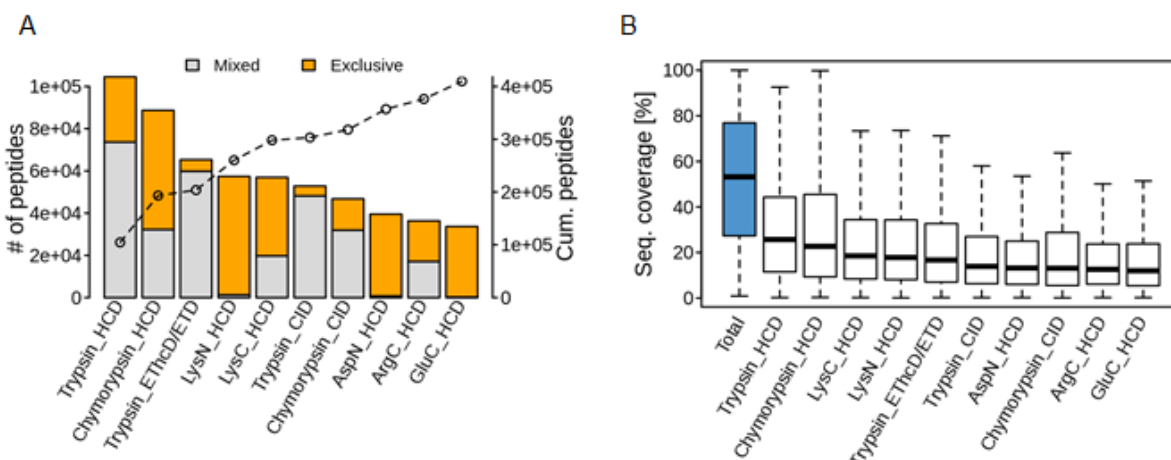 A
B
Mixed
Exclusive
# of peptides
1e+05
8e+04
6e+04
4e+04
2e+04
0
Cum. peptides
4e+05
3e+05
2e+05
1e+05
0
Trypsin_HCD
Chymorypsin_HCD
Trypsin_EThcD/ETD
LysN_HCD
LysC_HCD
Trypsin_CID
Chymorypsin_CID
AspN_HCD
ArgC_HCD
GluC_HCD
Seq. coverage [%]
100
80
60
40
20
0
Total
Trypsin_HCD
Chymorypsin_HCD
LysC_HCD
LysN_HCD
Trypsin_EThcD/ETD
Trypsin_CID
AspN_HCD
Chymorypsin_CID
ArgC_HCD
GluC_HCD